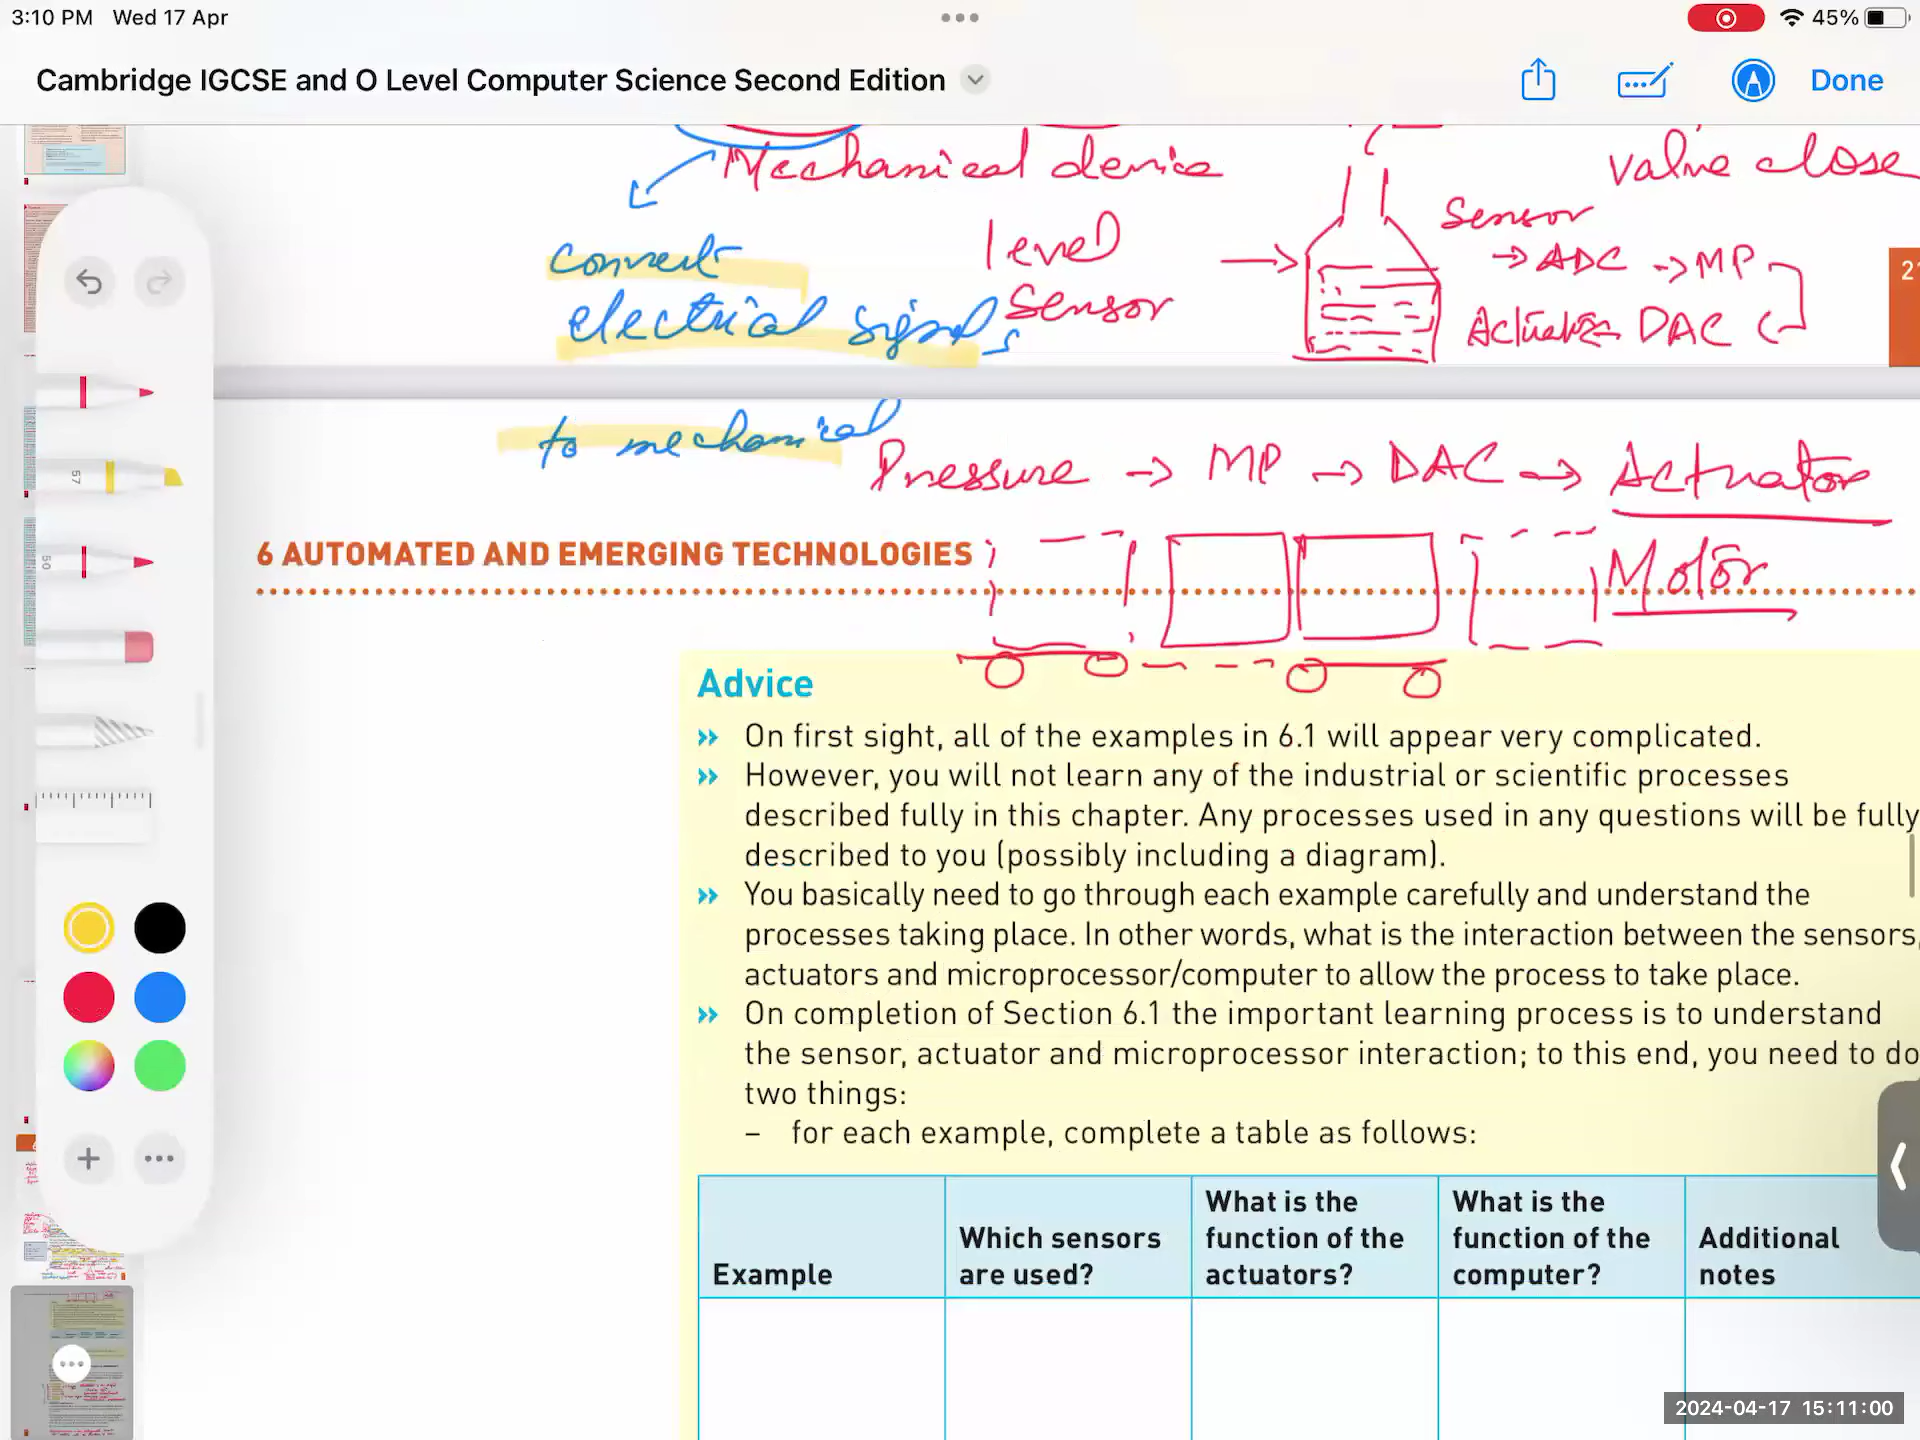 3:10 PM Wed 17 Apr
45%
Cambridge IGCSE and O Level Computer Science Second Edition
Done
Mechanical device
valve close
level
Sensor
Sensor
→ ADC → MP
Actuator DAC
convert
electrical signals
21
to mechanical
Pressure → MP → DAC → Actuator
6 AUTOMATED AND EMERGING TECHNOLOGIES
Motor
57
50
Advice
» On first sight, all of the examples in 6.1 will appear very complicated.
» However, you will not learn any of the industrial or scientific processes
described fully in this chapter. Any processes used in any questions will be fully
described to you (possibly including a diagram).
» You basically need to go through each example carefully and understand the
processes taking place. In other words, what is the interaction between the sensors,
actuators and microprocessor/computer to allow the process to take place.
» On completion of Section 6.1 the important learning process is to understand
the sensor, actuator and microprocessor interaction; to this end, you need to do
two things:
– for each example, complete a table as follows:
Example
Which sensors
are used?
What is the
function of the
actuators?
What is the
function of the
computer?
Additional
notes
2024-04-17 15:11:00